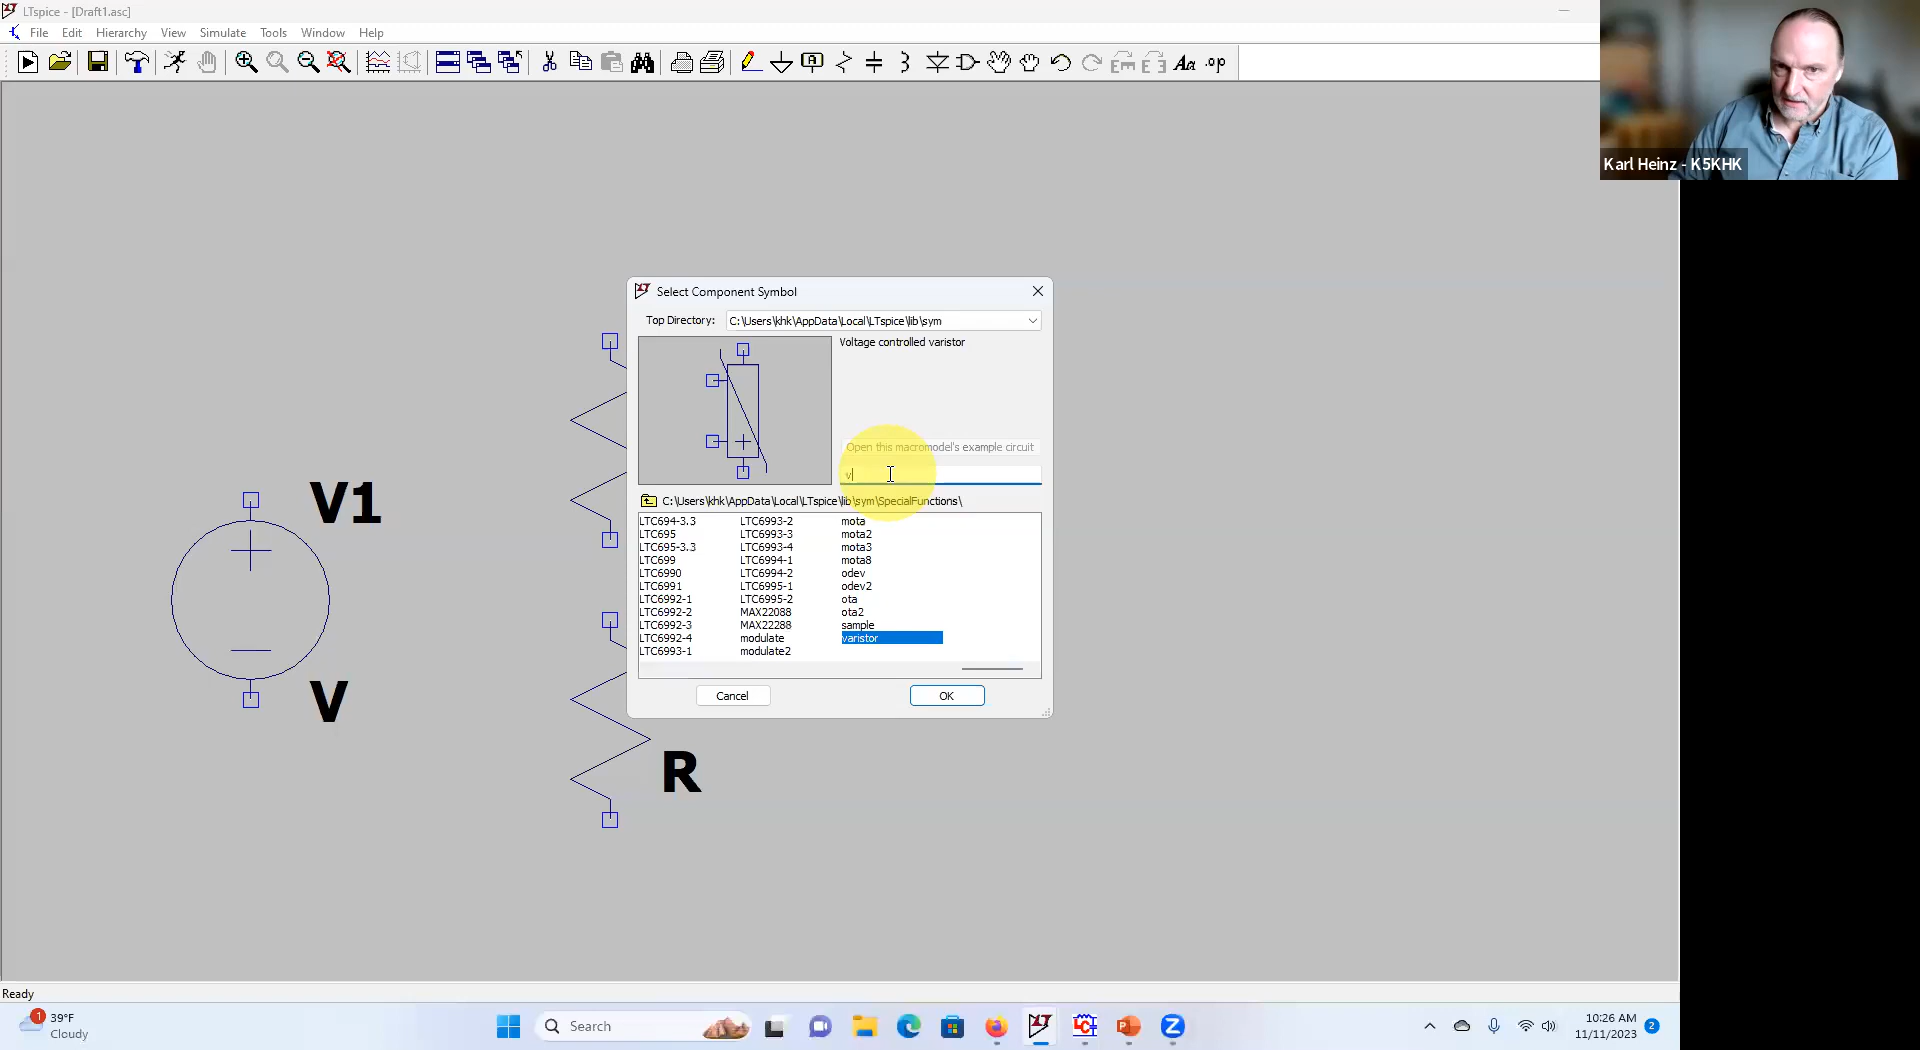 LTspice - [Draft1.asc]
File Edit Hierarchy View Simulate Tools Window Help
A
Aa .op
Karl Heinz - K5KHK
Select Component Symbol
Top Directory: C:\Users\khk\AppData\Local\LTspice\lib\sym
Voltage controlled varistor
Open this macromodel's example circuit
v
C:\Users\khk\AppData\Local\LTspice\lib\sym\SpecialFunctions\
LTC694-3.3 LTC6993-2 mota
LTC695 LTC6993-3 mota2
LTC695-3.3 LTC6993-4 mota3
LTC699 LTC6994-1 mota8
LTC6990 LTC6994-2 odev
LTC6991 LTC6995-1 odev2
LTC6992-1 LTC6995-2 ota
LTC6992-2 MAX22088 ota2
LTC6992-3 MAX22288 sample
LTC6992-4 modulate varistor
LTC6993-1 modulate2
Cancel OK
V1
V
R
Ready
1
39°F
Cloudy
Search
10:26 AM
11/11/2023
2